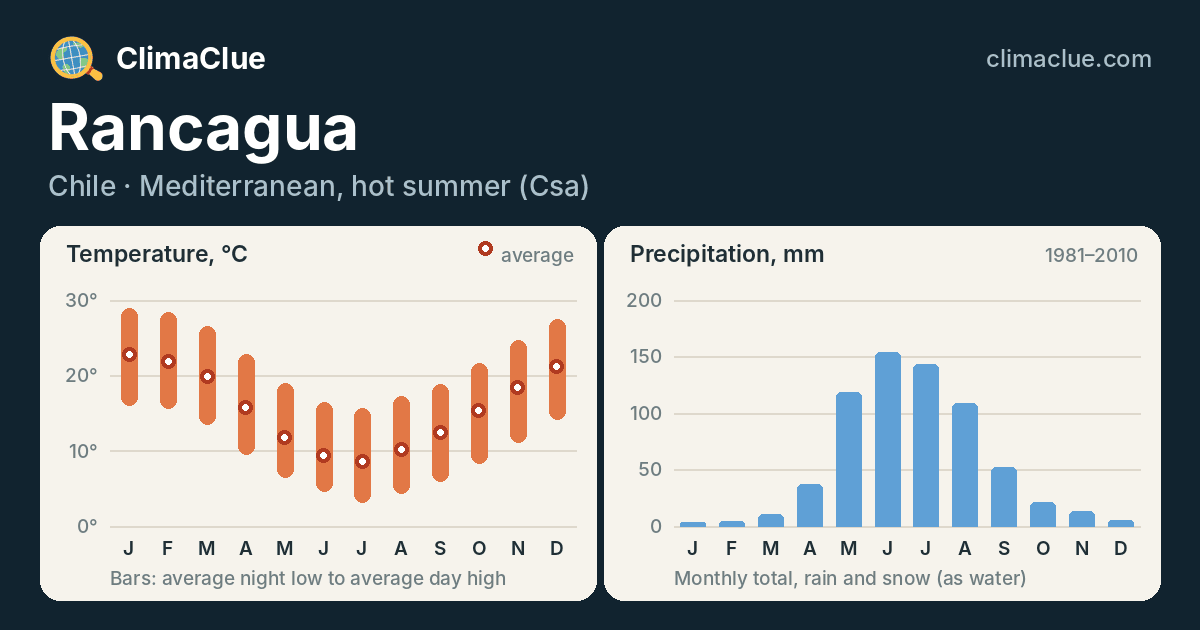 ClimaClue
climaclue.com
Rancagua
Chile · Mediterranean, hot summer (Csa)
Temperature, °C
average
30°
20°
10°
0°
J F M A M J J A S O N D
Bars: average night low to average day high
Precipitation, mm
1981–2010
200
150
100
50
0
J F M A M J J A S O N D
Monthly total, rain and snow (as water)